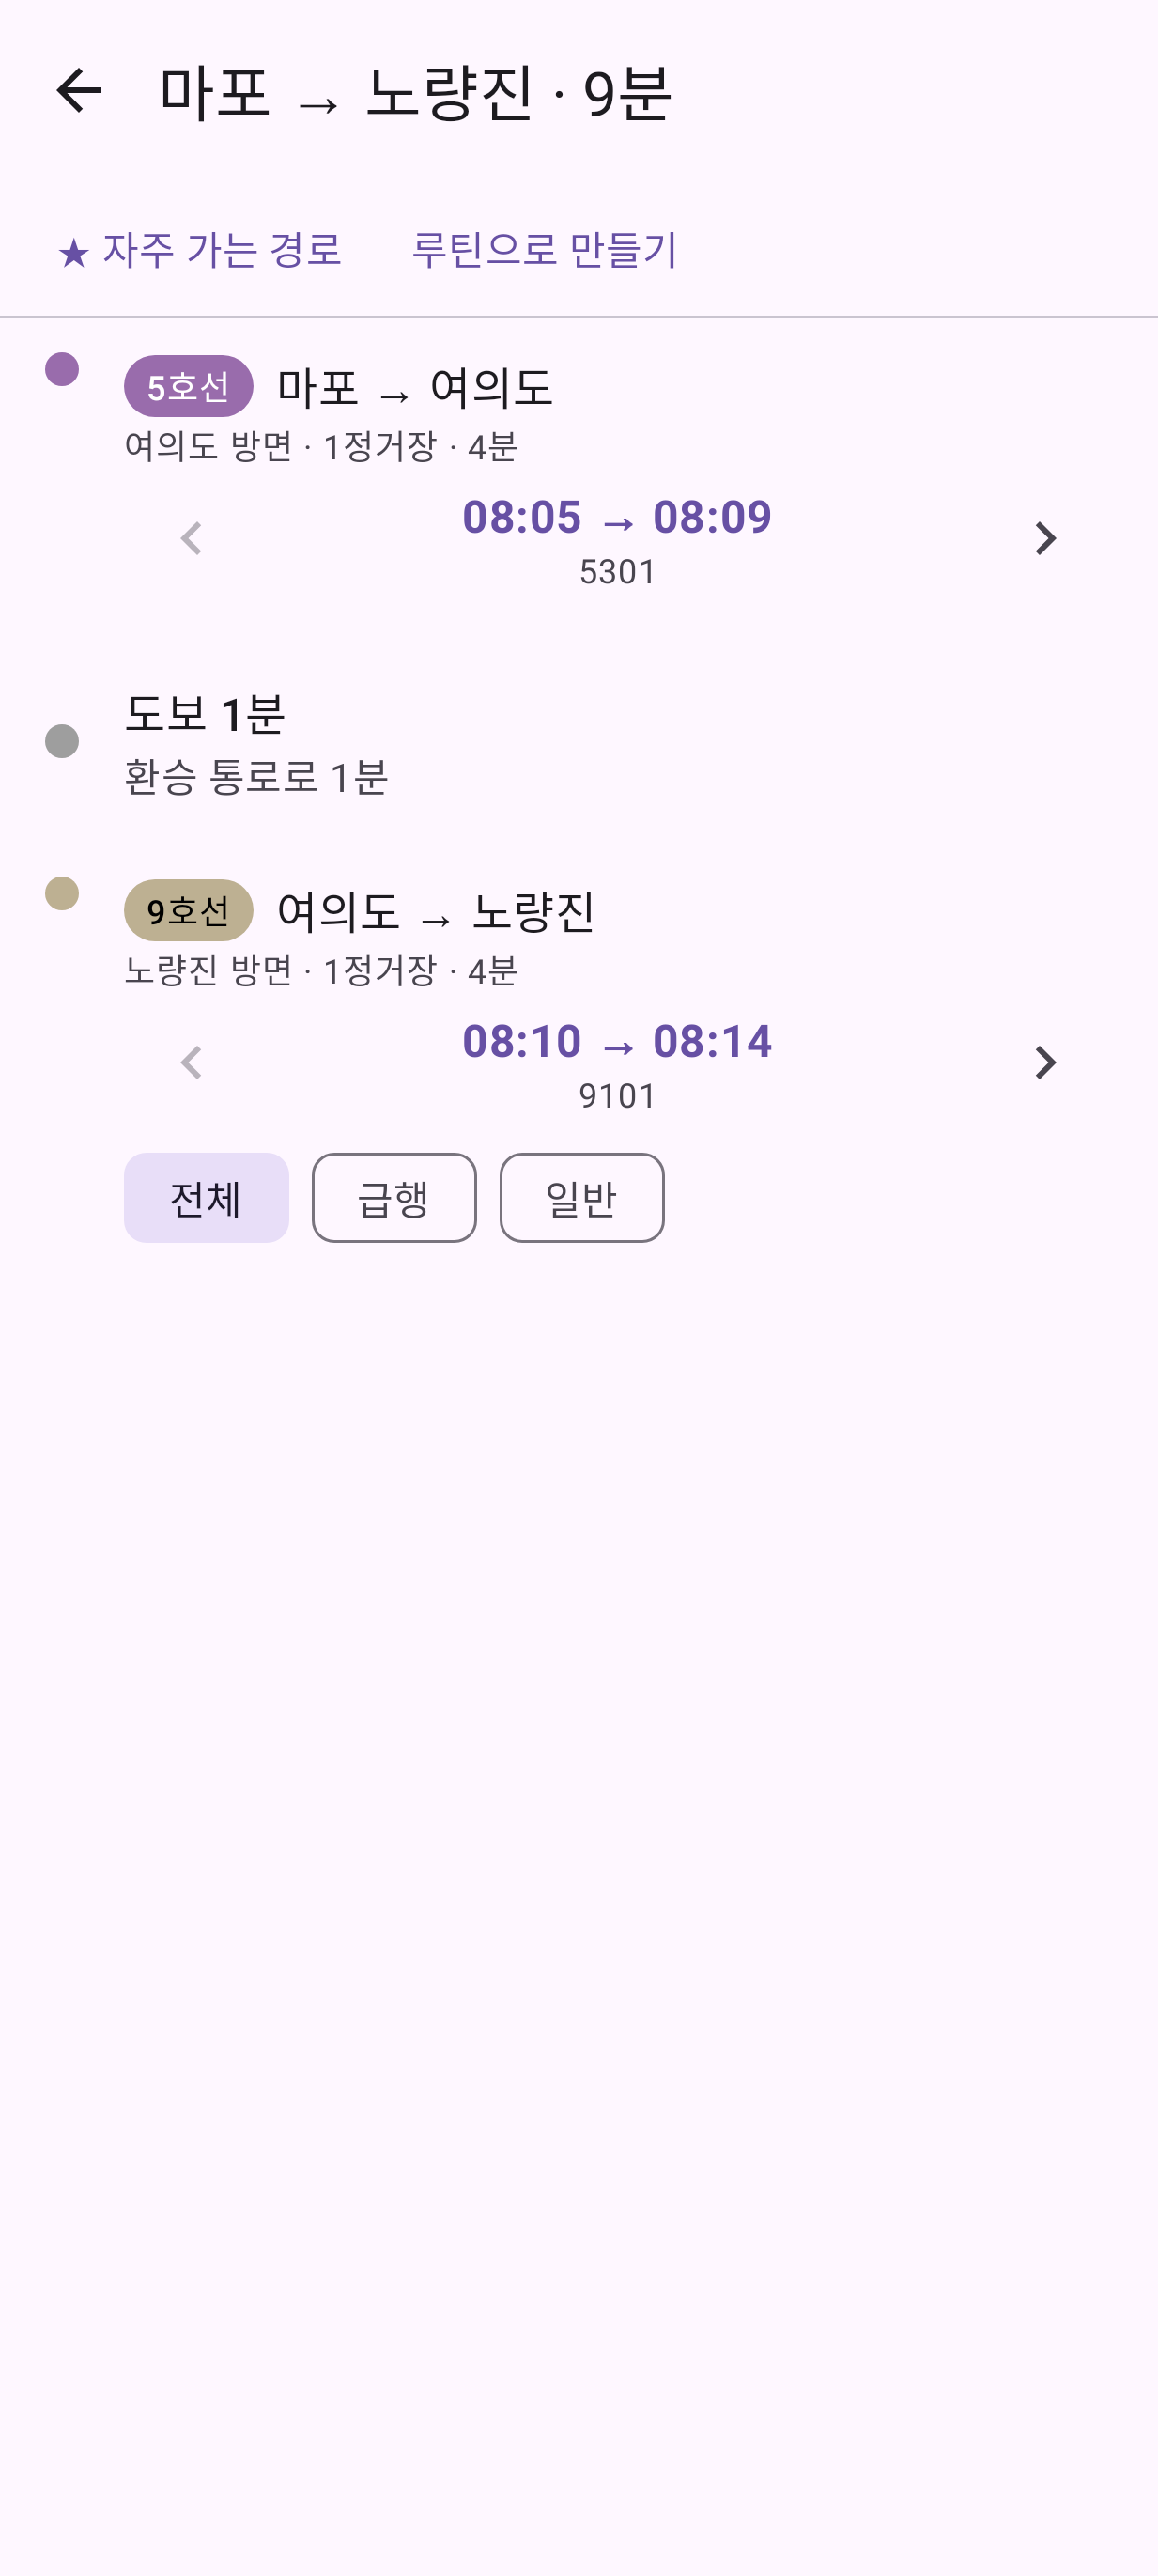 마포 → 노량진 · 9분
★ 자주 가는 경로 루틴으로 만들기
5호선 마포 → 여의도
여의도 방면 · 1정거장 · 4분
08:05 → 08:09
5301
도보 1분
환승 통로로 1분
9호선 여의도 → 노량진
노량진 방면 · 1정거장 · 4분
08:10 → 08:14
9101
전체 급행 일반